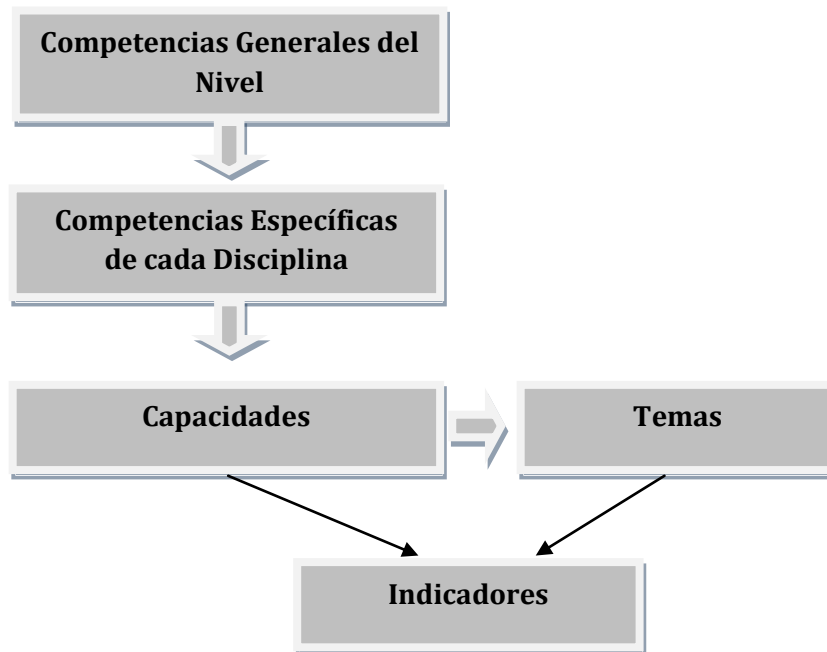 Competencias Generales del
Nivel
Competencias Específicas
de cada Disciplina
Capacidades
Temas
Indicadores